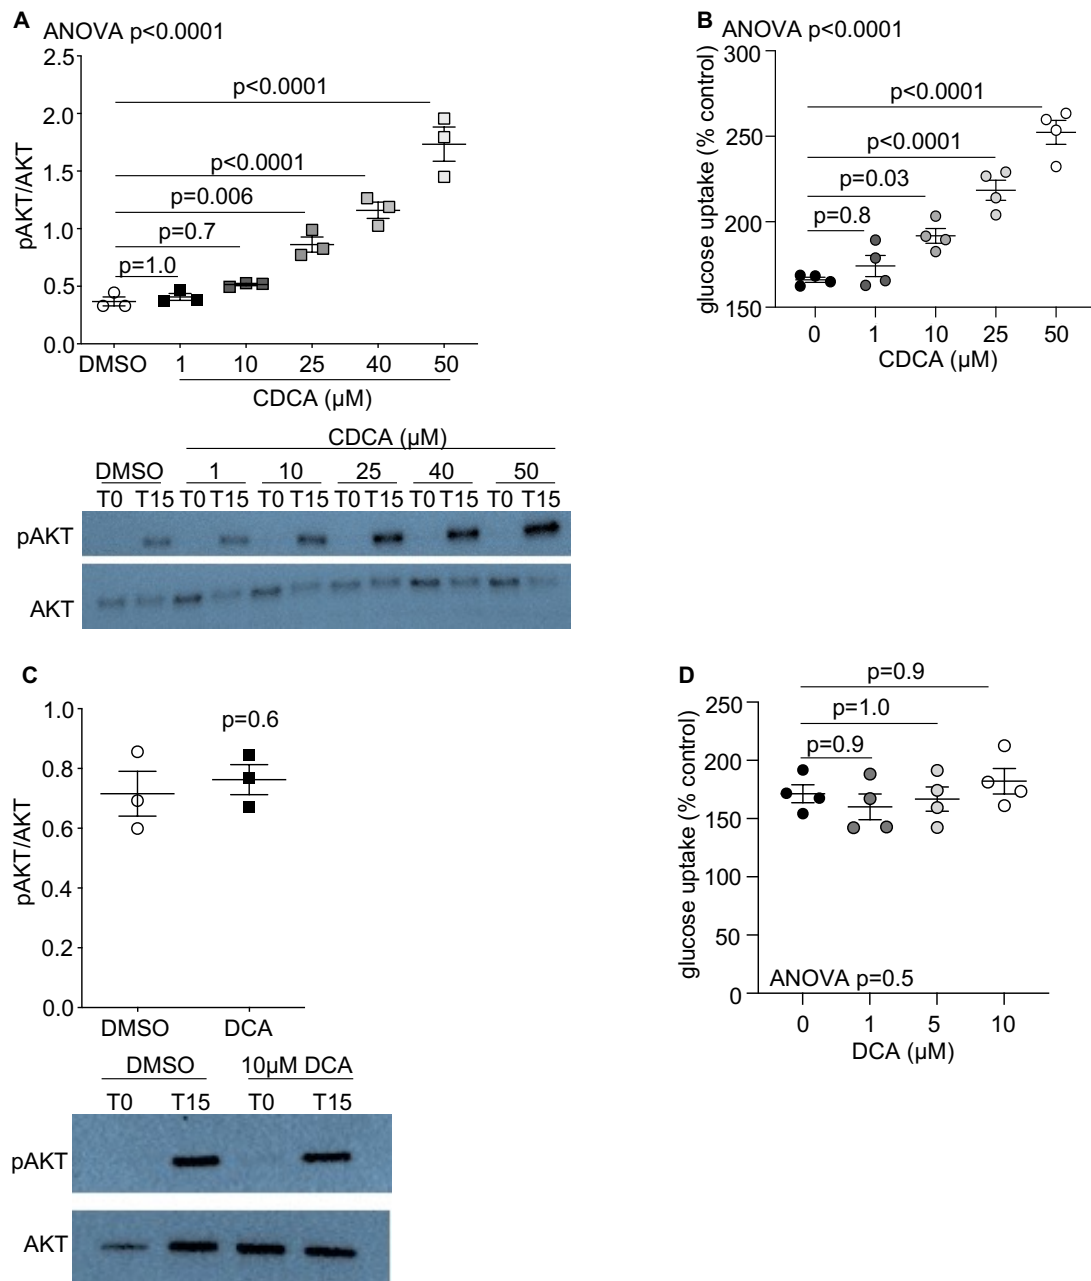 A
ANOVA p<0.0001
2.5
2.0
1.5
1.0
0.5
0.0
pAKT/AKT
p<0.0001
p<0.0001
p=0.006
p=0.7
p=1.0
DMSO 1 10 25 40 50
CDCA (µM)
CDCA (µM)
DMSO 1 10 25 40 50
T0 T15 T0 T15 T0 T15 T0 T15 T0 T15 T0 T15
pAKT
AKT
B
ANOVA p<0.0001
300
250
200
150
glucose uptake (% control)
p<0.0001
p<0.0001
p=0.03
p=0.8
0 1 10 25 50
CDCA (µM)
C
1.0
0.8
0.6
0.4
0.2
0.0
pAKT/AKT
p=0.6
DMSO DCA
DMSO 10µM DCA
T0 T15 T0 T15
pAKT
AKT
D
p=0.9
p=1.0
p=0.9
250
200
150
100
50
0
glucose uptake (% control)
ANOVA p=0.5
0 1 5 10
DCA (µM)